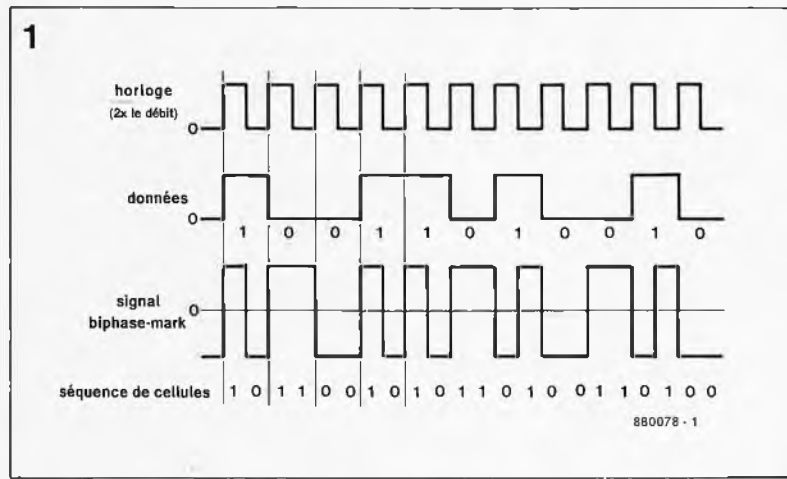 1
horloge
(2x le débit)
0
données
0
1 0 0 1 1 0 1 0 0 1 0
signal
biphase-mark
0
séquence de cellules 1 0 1 1 0 0 1 0 1 0 1 1 0 1 0 0 1 1 0 1 0 0
880078 - 1